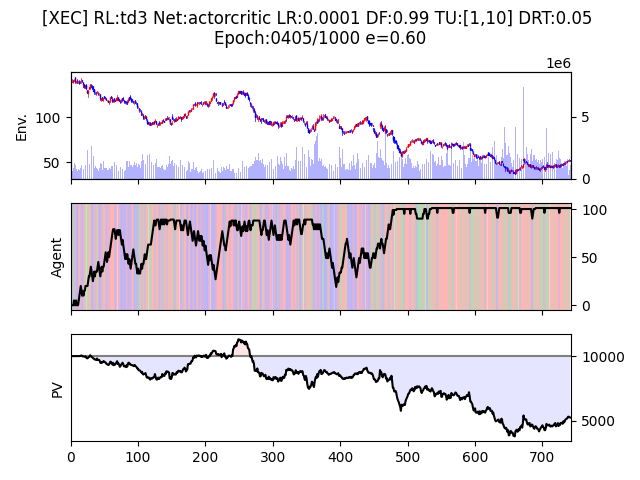 [XEC] RL:td3 Net:actorcritic LR:0.0001 DF:0.99 TU:[1,10] DRT:0.05
Epoch:0405/1000 e=0.60
1e6
Env.
100
50
5
0
Agent
100
50
0
PV
10000
5000
0 100 200 300 400 500 600 700